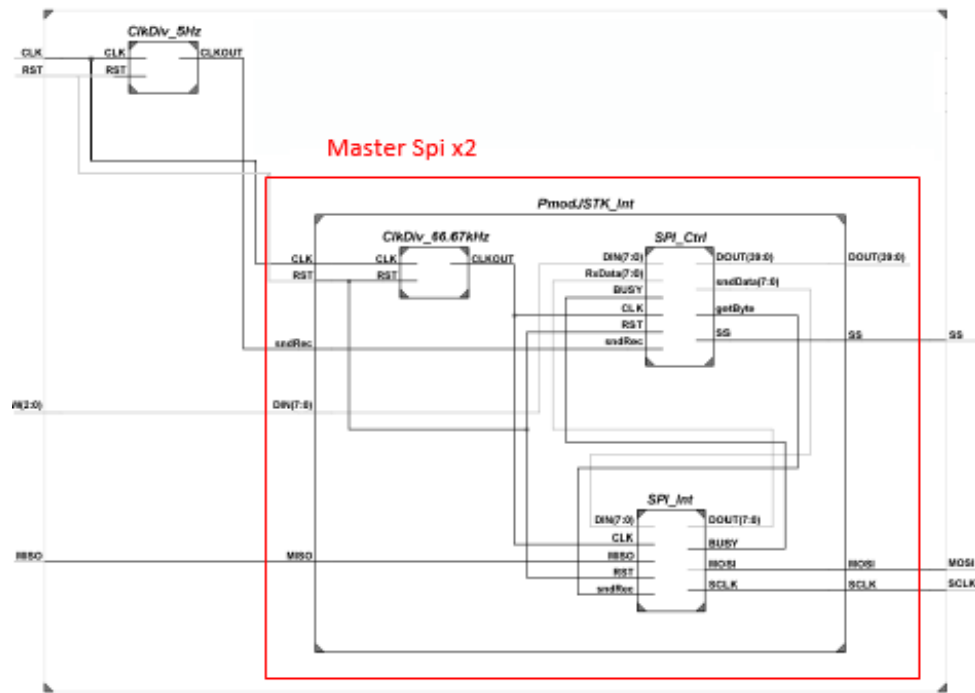 ClkDiv_5Hz
CLK CLK CLKOUT
RST RST
Master Spi x2
PmodJSTK_Int
ClkDiv_66.67kHz SPI_Ctrl
CLK CLK CLKOUT DIN(7:0) DOUT(39:0) DOUT(39:0)
RST RST RxData(7:0) sndData(7:0)
BUSY getByte
CLK
RST SS SS SS
sndRec sndRec
W(2:0) DIN(7:0)
SPI_Int
DIN(7:0) DOUT(7:0)
CLK BUSY
MISO MISO MISO MOSI MOSI MOSI
RST SCLK SCLK SCLK
sndRec